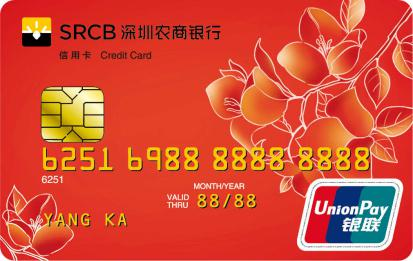 SRCB 深圳农商银行
信用卡 Credit Card
6251 6988 8888 8888
6251
MONTH/YEAR
VALID THRU 88/88
YANG KA
UnionPay
银联